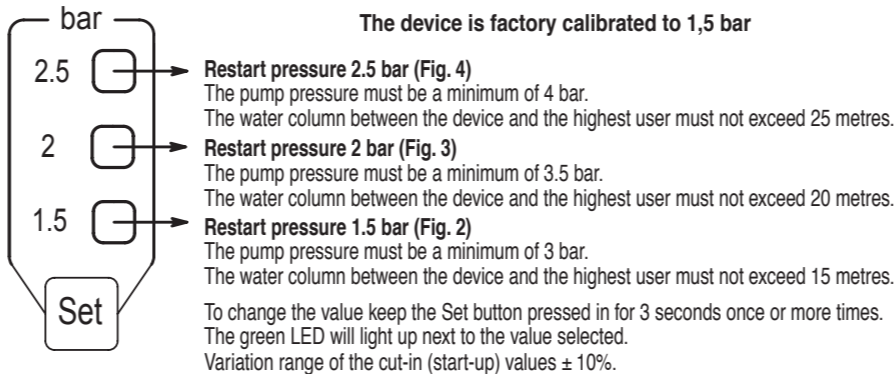 bar
The device is factory calibrated to 1,5 bar
2.5
Restart pressure 2.5 bar (Fig. 4)
The pump pressure must be a minimum of 4 bar.
The water column between the device and the highest user must not exceed 25 metres.
2
Restart pressure 2 bar (Fig. 3)
The pump pressure must be a minimum of 3.5 bar.
The water column between the device and the highest user must not exceed 20 metres.
1.5
Restart pressure 1.5 bar (Fig. 2)
The pump pressure must be a minimum of 3 bar.
The water column between the device and the highest user must not exceed 15 metres.
Set
To change the value keep the Set button pressed in for 3 seconds once or more times.
The green LED will light up next to the value selected.
Variation range of the cut-in (start-up) values ± 10%.